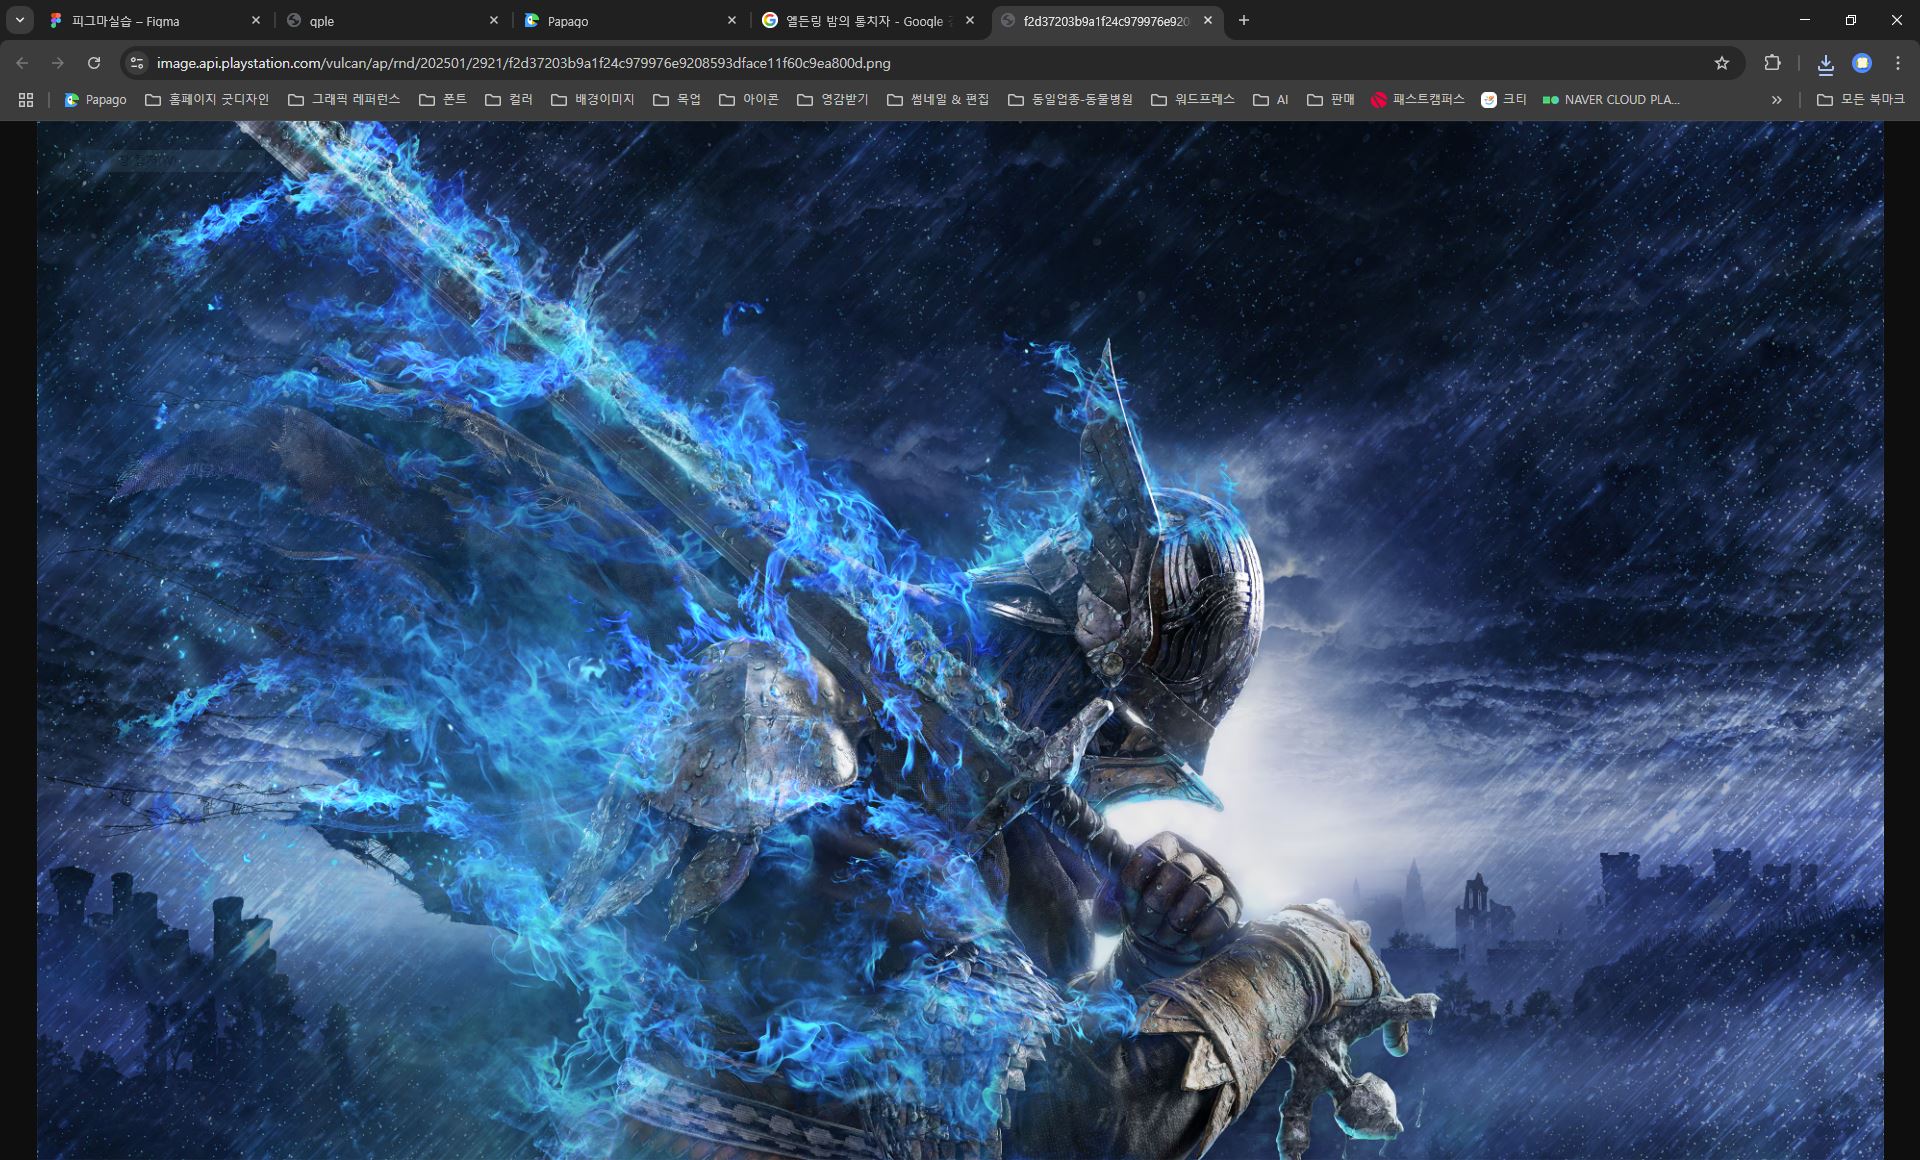 피그마실습 – Figma
qple
Papago
엘든링 밤의 통치자 - Google
f2d37203b9a1f24c979976e920
image.api.playstation.com/vulcan/ap/rnd/202501/2921/f2d37203b9a1f24c979976e9208593dface11f60c9ea800d.png
Papago
홈페이지 굿디자인
그래픽 레퍼런스
폰트
컬러
배경이미지
목업
아이콘
영감받기
썸네일 & 편집
동일업종-동물병원
워드프레스
AI
판매
패스트캠퍼스
크티
NAVER CLOUD PLA...
모든 북마크